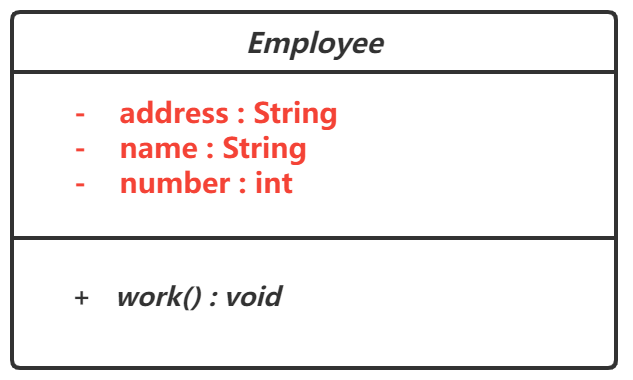 Employee
- address : String
- name : String
- number : int
+ work() : void